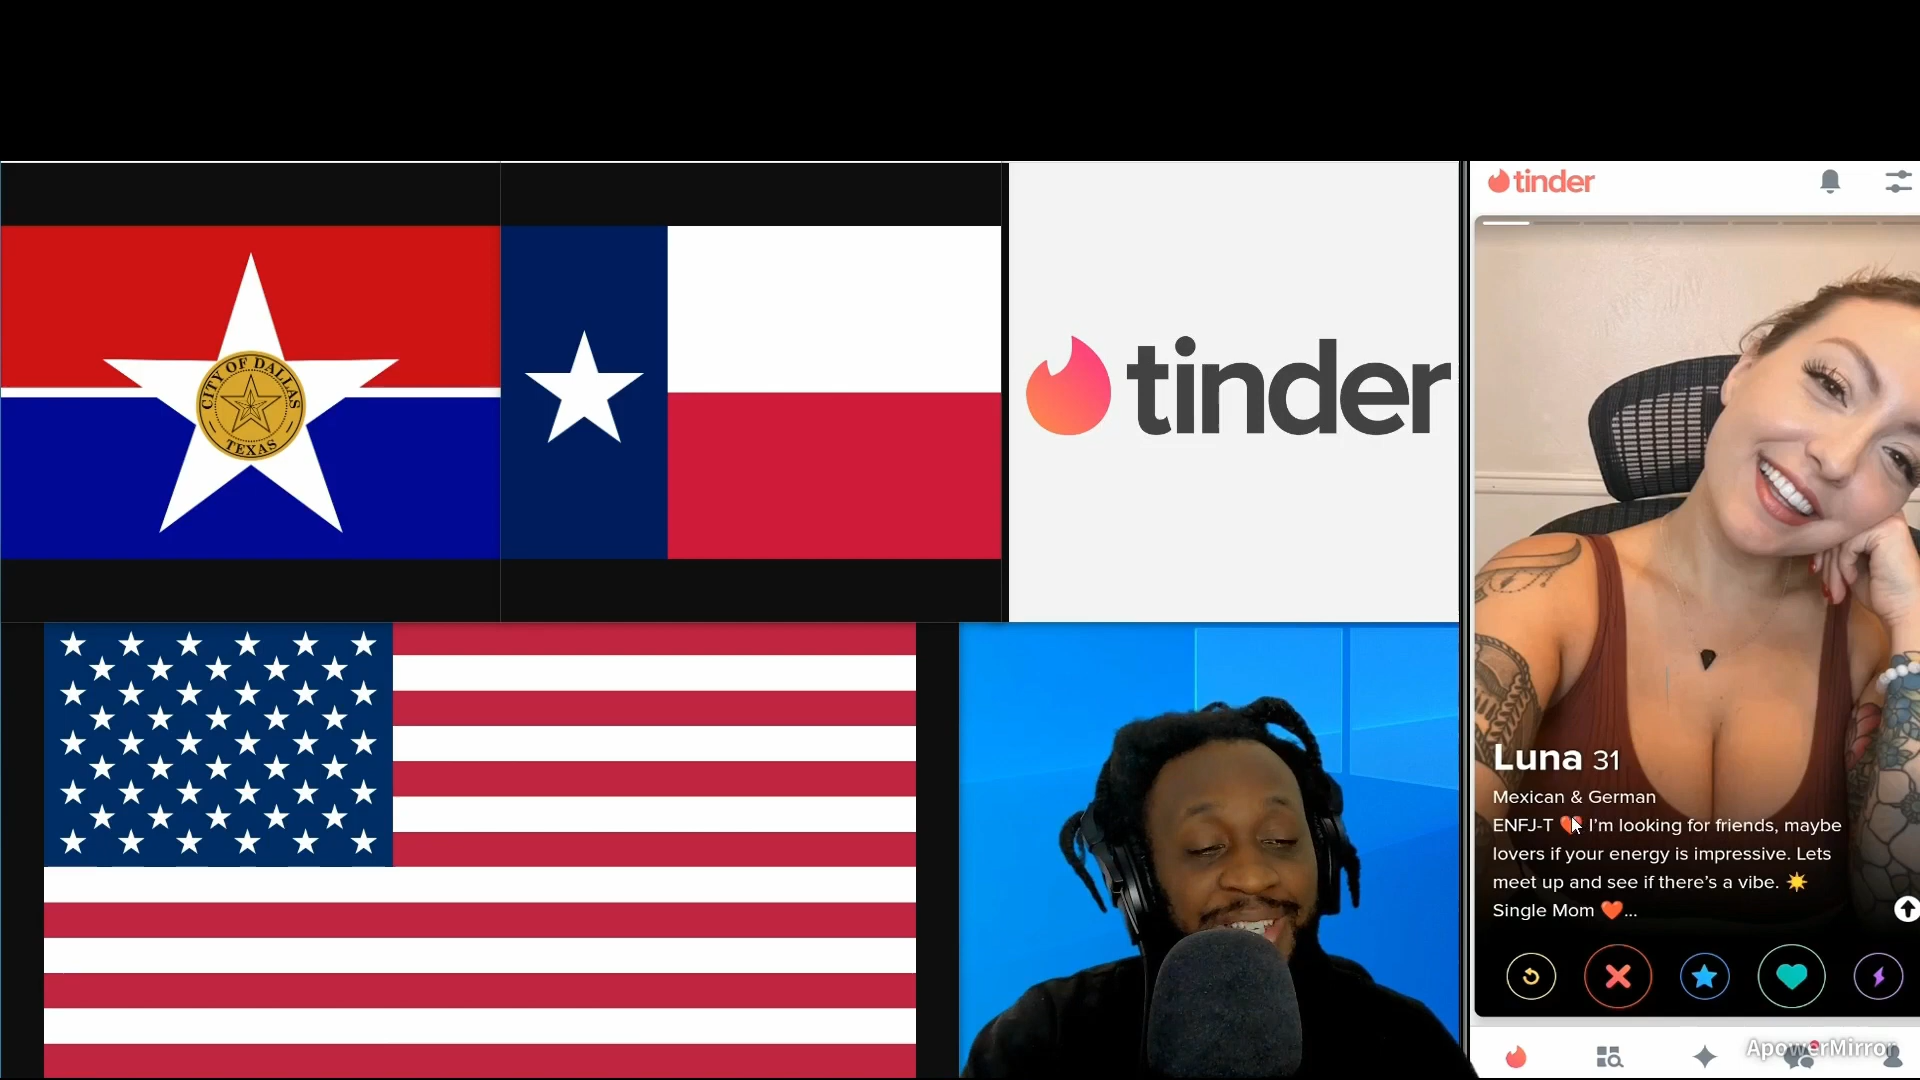 tinder
CITY OF DALLAS
TEXAS
tinder
Luna 31
Mexican & German
ENFJ-T 💔 I'm looking for friends, maybe
lovers if your energy is impressive. Lets
meet up and see if there's a vibe. ☀️
Single Mom ❤️...
ApowerMirror